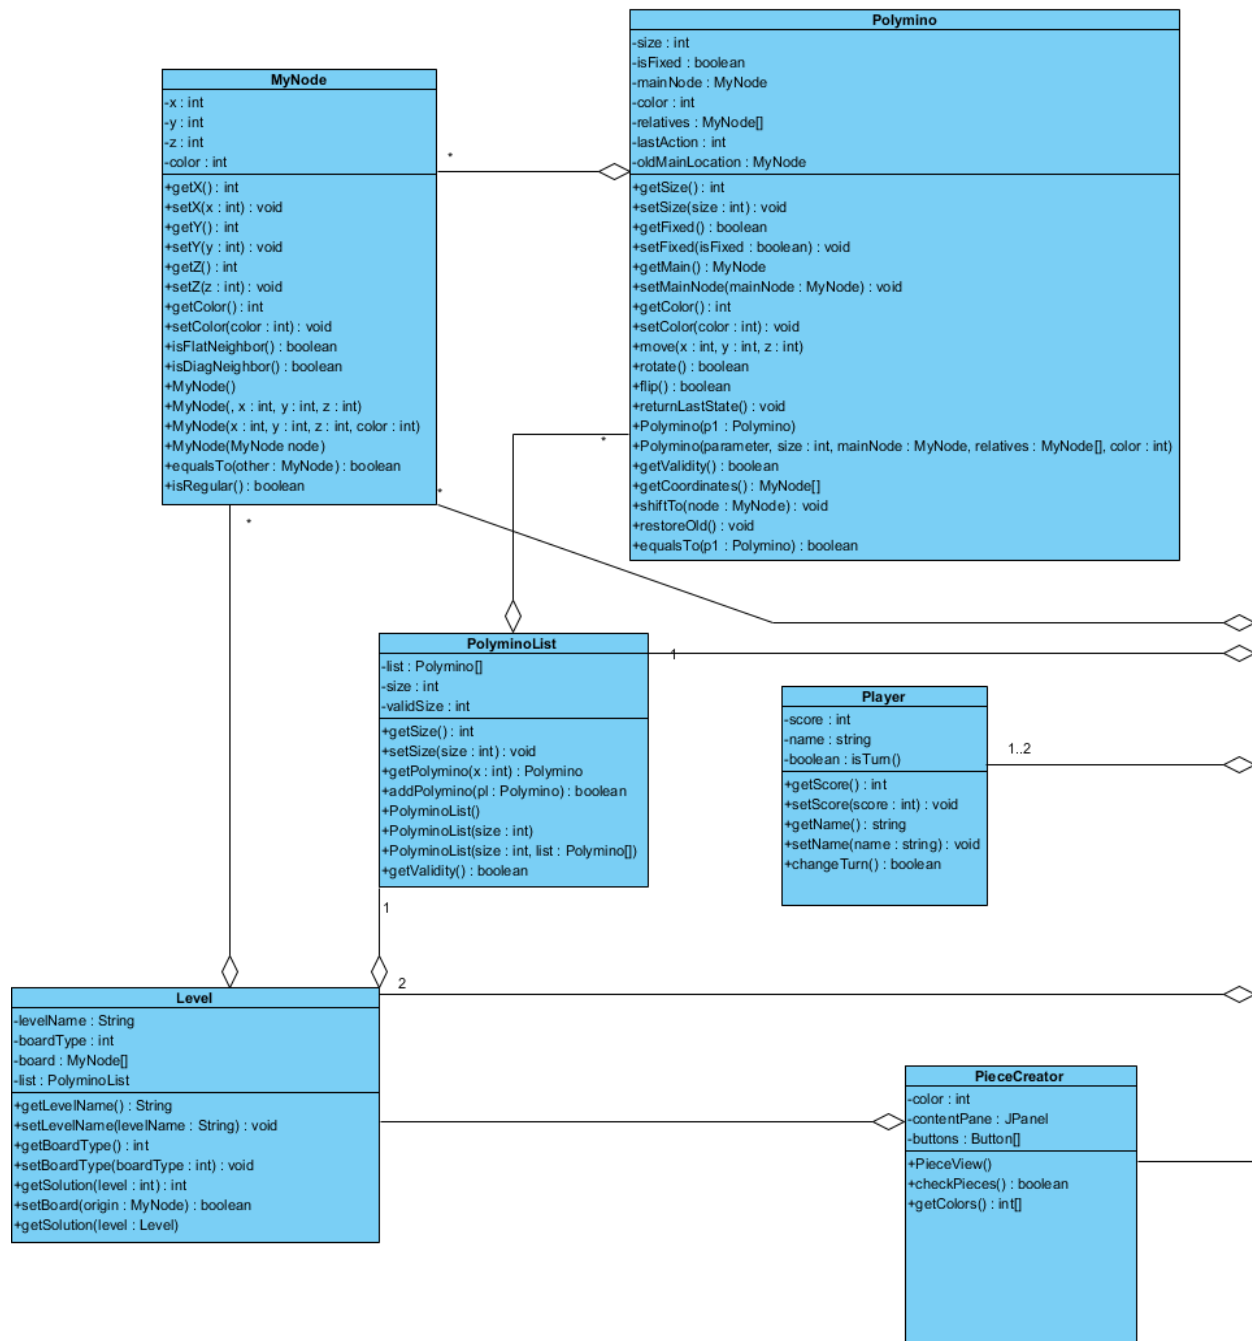 Polymino
-size : int
-isFixed : boolean
-mainNode : MyNode
-color : int
-relatives : MyNode[]
-lastAction : int
-oldMainLocation : MyNode
+getSize() : int
+setSize(size : int) : void
+getFixed() : boolean
+setFixed(isFixed : boolean) : void
+getMain() : MyNode
+setMainNode(mainNode : MyNode) : void
+getColor() : int
+setColor(color : int) : void
+move(x : int, y : int, z : int)
+rotate() : boolean
+flip() : boolean
+returnLastState() : void
+Polymino(p1 : Polymino)
+Polymino(parameter, size : int, mainNode : MyNode, relatives : MyNode[], color : int)
+getValidity() : boolean
+getCoordinates() : MyNode[]
+shiftTo(node : MyNode) : void
+restoreOld() : void
+equalsTo(p1 : Polymino) : boolean
MyNode
-x : int
-y : int
-z : int
-color : int
+getX() : int
+setX(x : int) : void
+getY() : int
+setY(y : int) : void
+getZ() : int
+setZ(z : int) : void
+getColor() : int
+setColor(color : int) : void
+isFlatNeighbor() : boolean
+isDiagNeighbor() : boolean
+MyNode()
+MyNode(, x : int, y : int, z : int)
+MyNode(x : int, y : int, z : int, color : int)
+MyNode(MyNode node)
+equalsTo(other : MyNode) : boolean
+isRegular() : boolean
*
*
*
*
PolyminoList
-list : Polymino[]
-size : int
-validSize : int
+getSize() : int
+setSize(size : int) : void
+getPolymino(x : int) : Polymino
+addPolymino(pl : Polymino) : boolean
+PolyminoList()
+PolyminoList(size : int)
+PolyminoList(size : int, list : Polymino[])
+getValidity() : boolean
1
Player
-score : int
-name : string
-boolean : isTurn()
+getScore() : int
+setScore(score : int) : void
+getName() : string
+setName(name : string) : void
+changeTurn() : boolean
1..2
1
2
Level
-levelName : String
-boardType : int
-board : MyNode[]
-list : PolyminoList
+getLevelName() : String
+setLevelName(levelName : String) : void
+getBoardType() : int
+setBoardType(boardType : int) : void
+getSolution(level : int) : int
+setBoard(origin : MyNode) : boolean
+getSolution(level : Level)
PieceCreator
-color : int
-contentPane : JPanel
-buttons : Button[]
+PieceView()
+checkPieces() : boolean
+getColors() : int[]